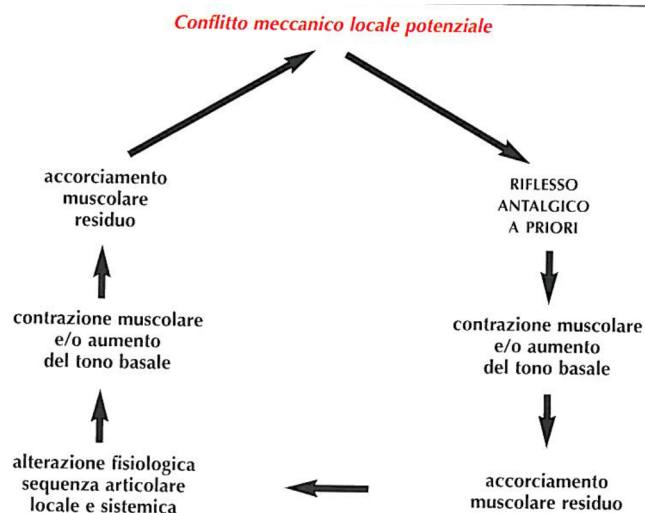 Conflitto meccanico locale potenziale
RIFLESSO
ANTALGICO
A PRIORI
contrazione muscolare
e/o aumento
del tono basale
accorciamento
muscolare residuo
alterazione fisiologica
sequenza articolare
locale e sistemica
contrazione muscolare
e/o aumento
del tono basale
accorciamento
muscolare
residuo